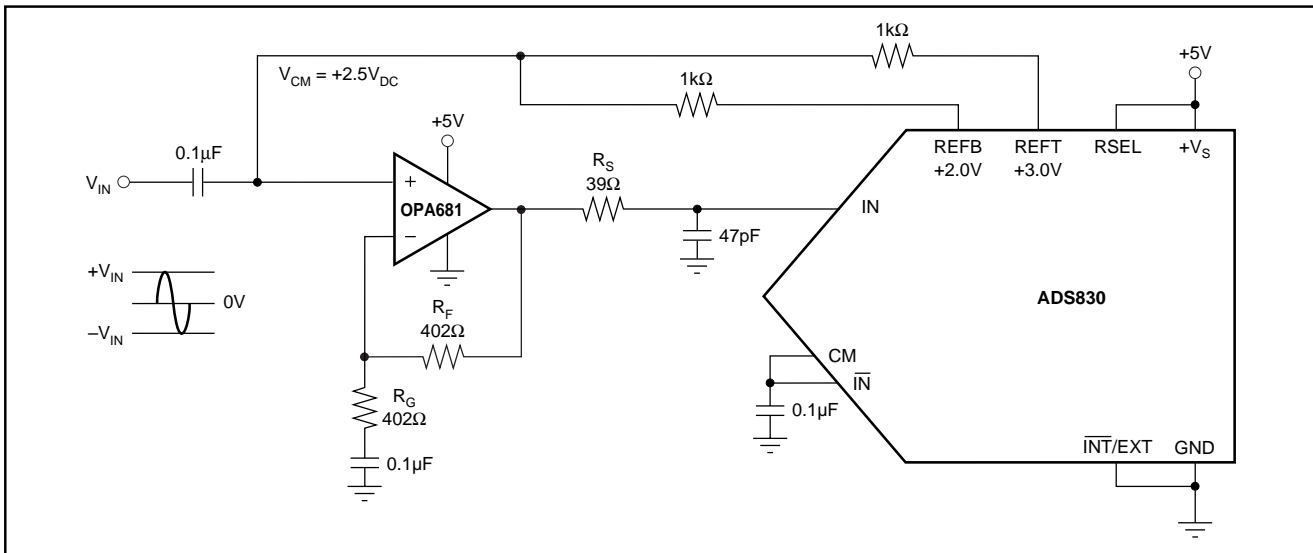 1kΩ
V_CM = +2.5V_DC
1kΩ
+5V
+5V
0.1µF
V_IN
R_S
39Ω
REFB
+2.0V
REFT
+3.0V
RSEL
+V_S
+
OPA681
–
IN
47pF
+V_IN
0V
–V_IN
ADS830
R_F
402Ω
CM
I̅N̅
R_G
402Ω
0.1µF
0.1µF
I̅N̅T̅/EXT
GND